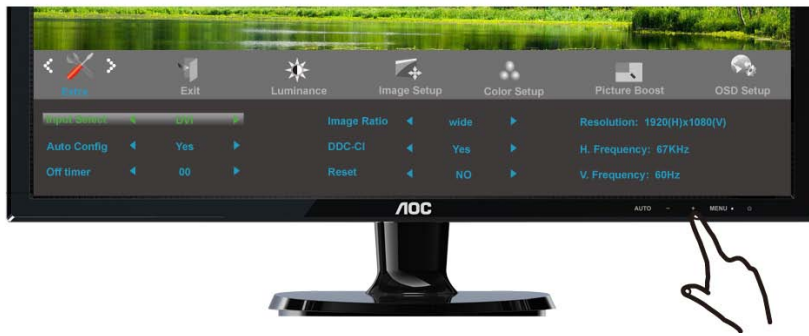 Extra Exit Luminance Image Setup Color Setup Picture Boost OSD Setup
Input Select DVI Image Ratio wide Resolution: 1920(H)x1080(V)
Auto Config Yes DDC-CI Yes H. Frequency: 67KHz
Off timer 00 Reset NO V. Frequency: 60Hz
AOC AUTO - + MENU